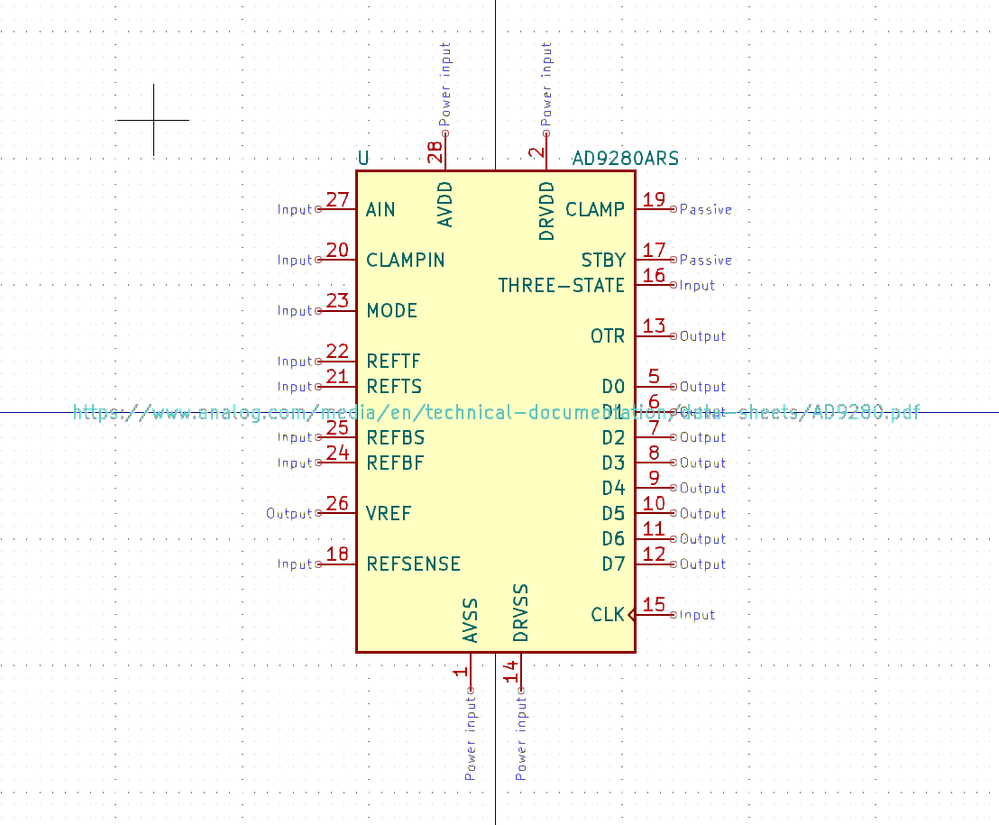 Power input
Power input
28
2
U
AD9280ARS
AVDD
DRVDD
Input 27 AIN
CLAMP 19 Passive
Input 20 CLAMPIN
STBY 17 Passive
THREE-STATE 16 Input
Input 23 MODE
OTR 13 Output
Input 22 REFTF
Input 21 REFTS
D0 5 Output
https://www.analog.com/media/en/technical-documentation/data-sheets/AD9280.pdf
D1 6 Output
Input 25 REFBS
D2 7 Output
Input 24 REFBF
D3 8 Output
D4 9 Output
Output 26 VREF
D5 10 Output
D6 11 Output
Input 18 REFSENSE
D7 12 Output
CLK 15 Input
AVSS
DRVSS
1
14
Power input
Power input